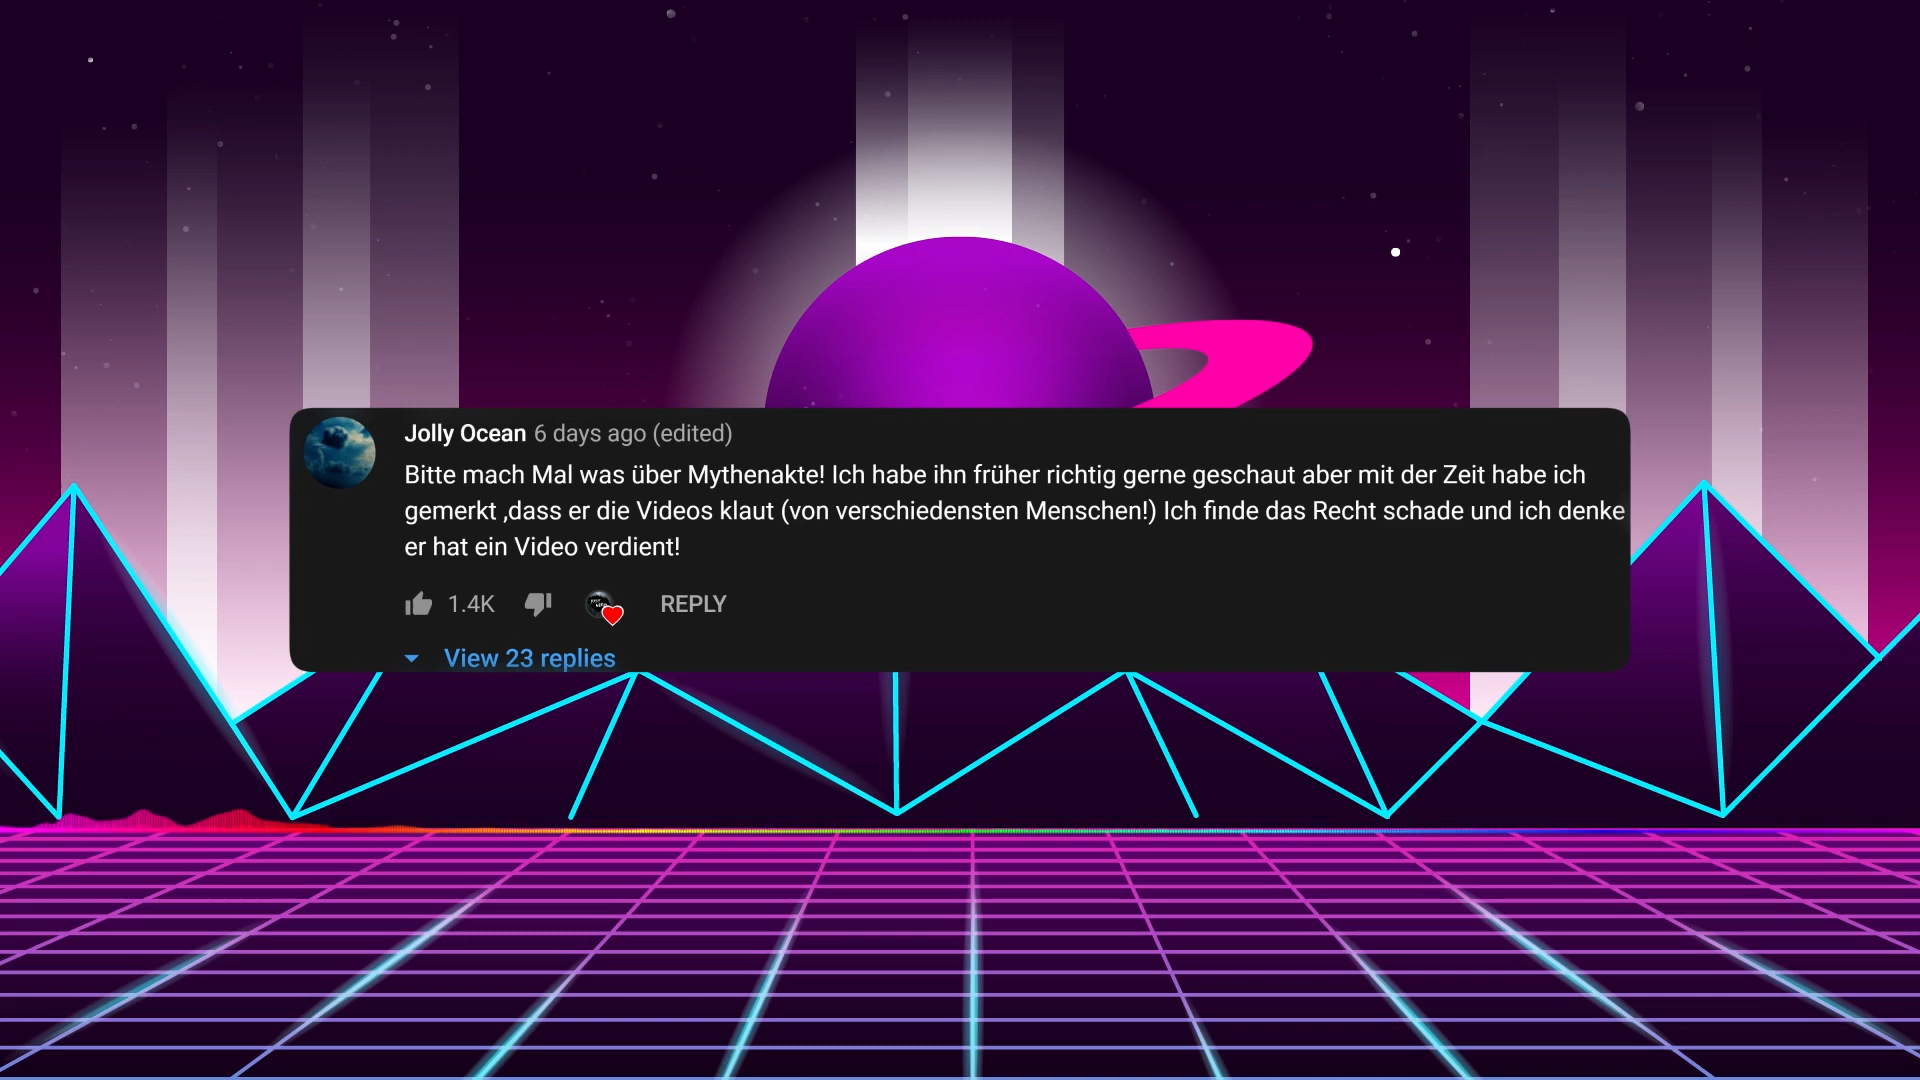 Jolly Ocean 6 days ago (edited)
Bitte mach Mal was über Mythenakte! Ich habe ihn früher richtig gerne geschaut aber mit der Zeit habe ich
gemerkt ,dass er die Videos klaut (von verschiedensten Menschen!) Ich finde das Recht schade und ich denke
er hat ein Video verdient!
1.4K REPLY
View 23 replies